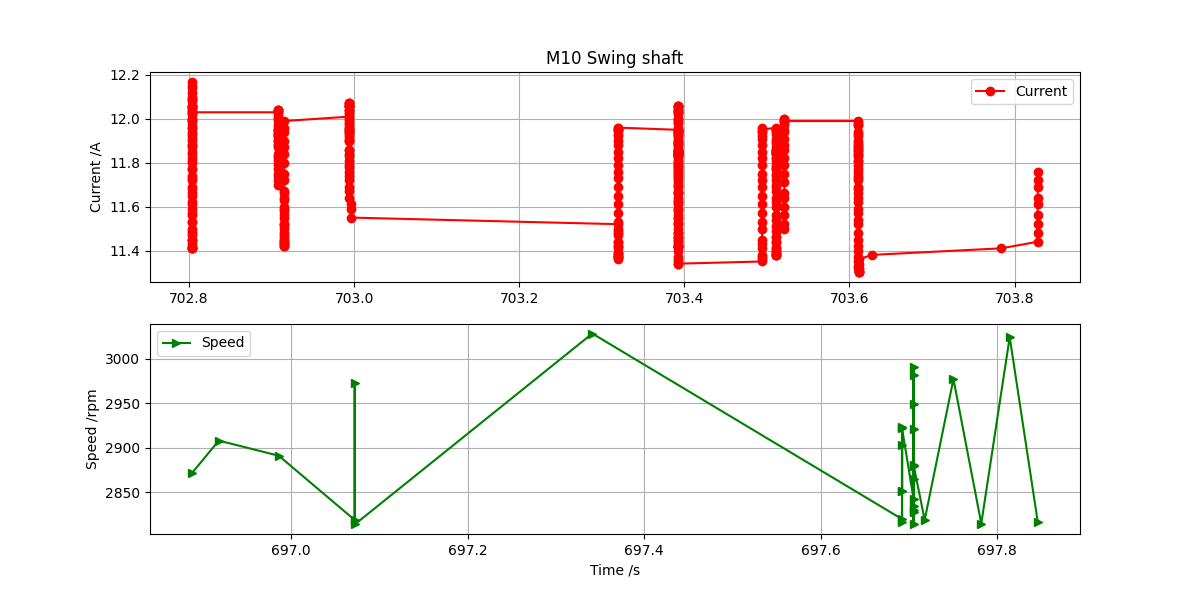 M10 Swing shaft
Current /A
12.2
12.0
11.8
11.6
11.4
Current
702.8 703.0 703.2 703.4 703.6 703.8
Speed /rpm
3000
2950
2900
2850
Speed
697.0 697.2 697.4 697.6 697.8
Time /s